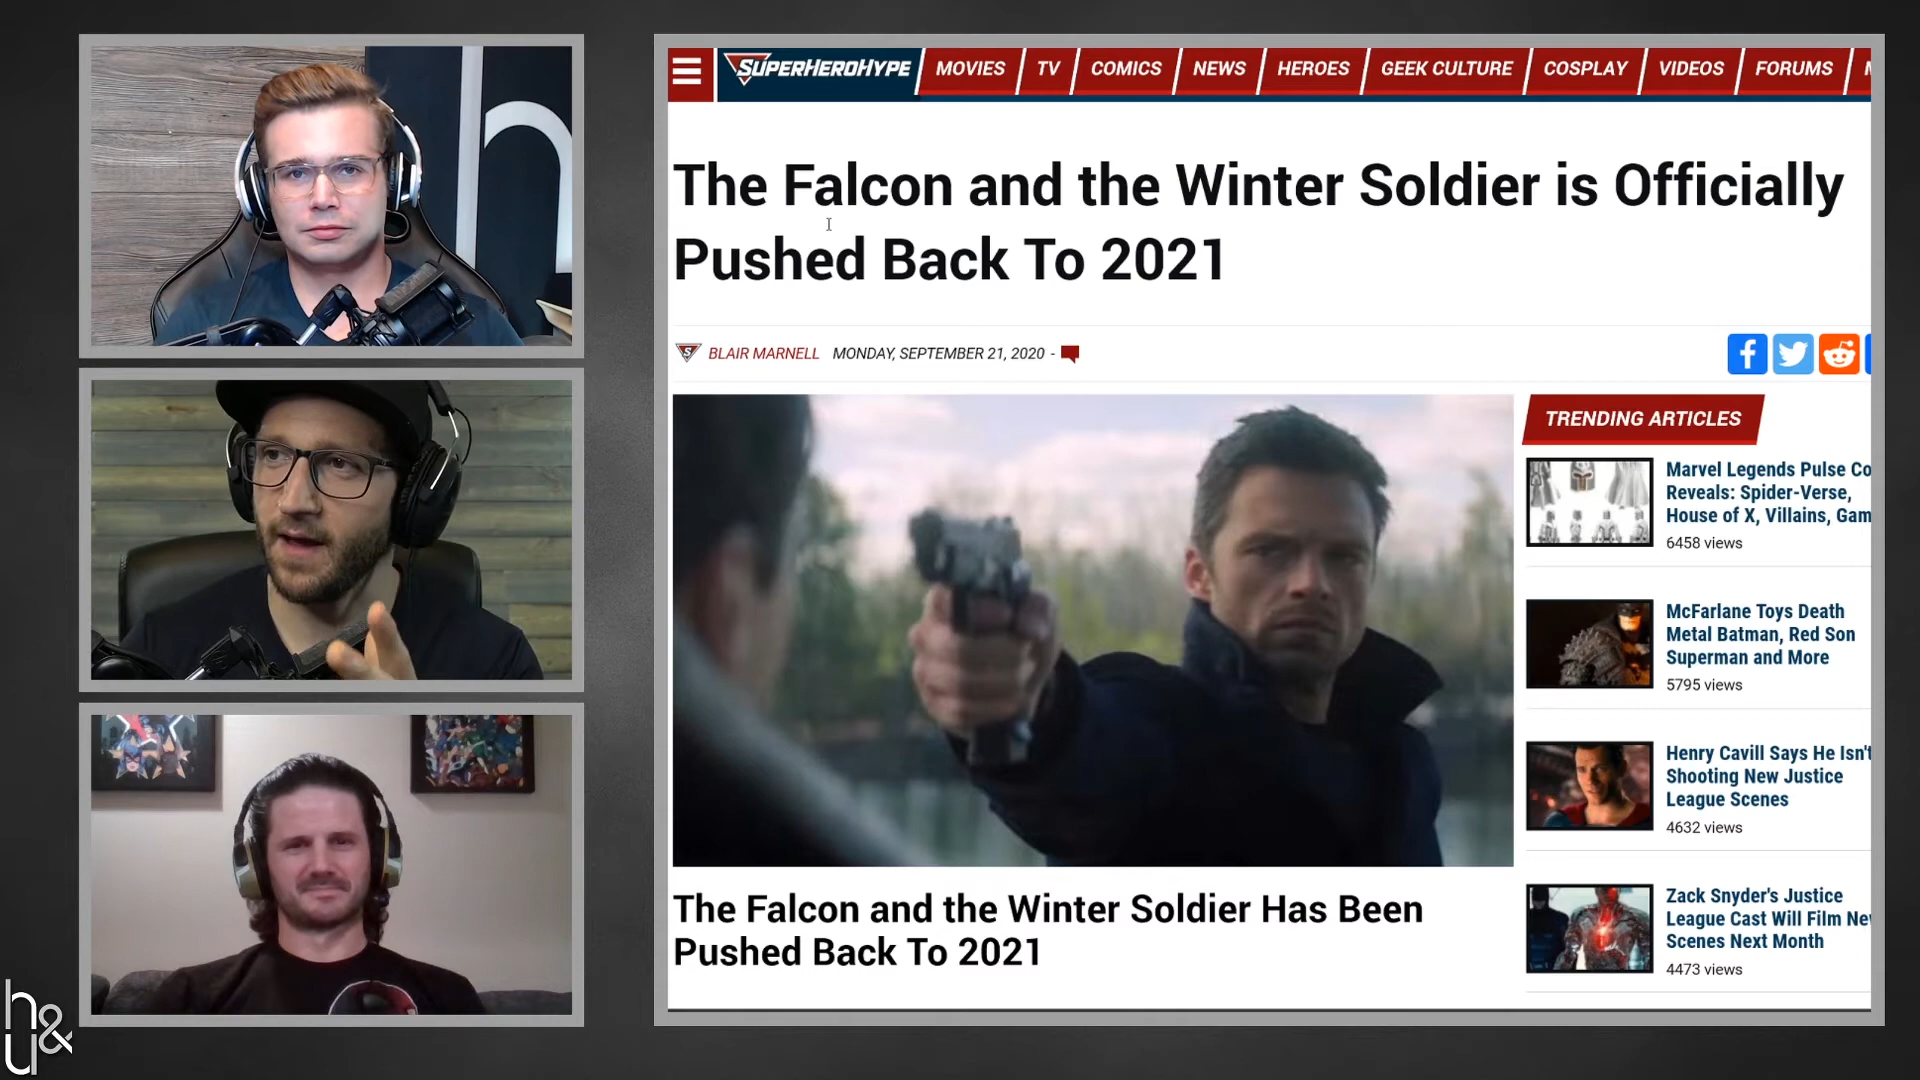 SUPERHEROHYPE
MOVIES
TV
COMICS
NEWS
HEROES
GEEK CULTURE
COSPLAY
VIDEOS
FORUMS
The Falcon and the Winter Soldier is Officially
Pushed Back To 2021
BLAIR MARNELL MONDAY, SEPTEMBER 21, 2020 -
TRENDING ARTICLES
Marvel Legends Pulse Co
Reveals: Spider-Verse,
House of X, Villains, Gam
6458 views
McFarlane Toys Death
Metal Batman, Red Son
Superman and More
5795 views
Henry Cavill Says He Isn't
Shooting New Justice
League Scenes
4632 views
Zack Snyder's Justice
League Cast Will Film Ne
Scenes Next Month
4473 views
The Falcon and the Winter Soldier Has Been
Pushed Back To 2021
h&
u